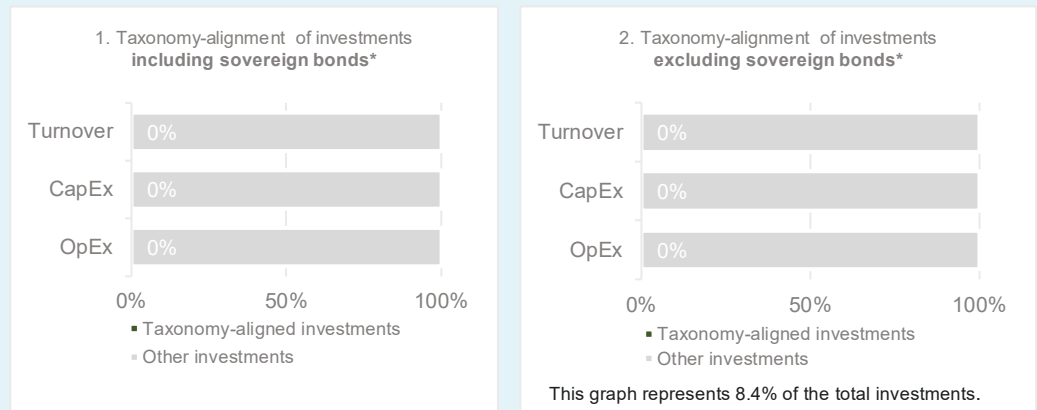 1. Taxonomy-alignment of investments
including sovereign bonds*
Turnover 0%
CapEx 0%
OpEx 0%
0% 50% 100%
Taxonomy-aligned investments
Other investments
2. Taxonomy-alignment of investments
excluding sovereign bonds*
Turnover 0%
CapEx 0%
OpEx 0%
0% 50% 100%
Taxonomy-aligned investments
Other investments
This graph represents 8.4% of the total investments.